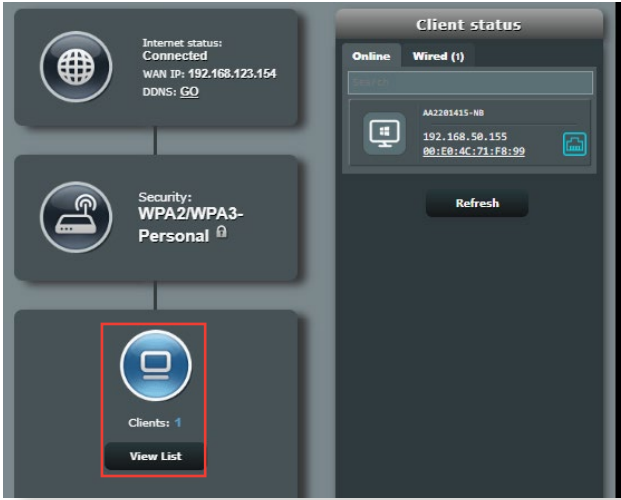 Internet status:
Connected
WAN IP: 192.168.123.154
DDNS: GO
Security:
WPA2/WPA3-
Personal
Clients: 1
View List
Client status
Online
Wired (1)
Search
AA2201415-NB
192.168.50.155
00:E0:4C:71:F8:99
Refresh